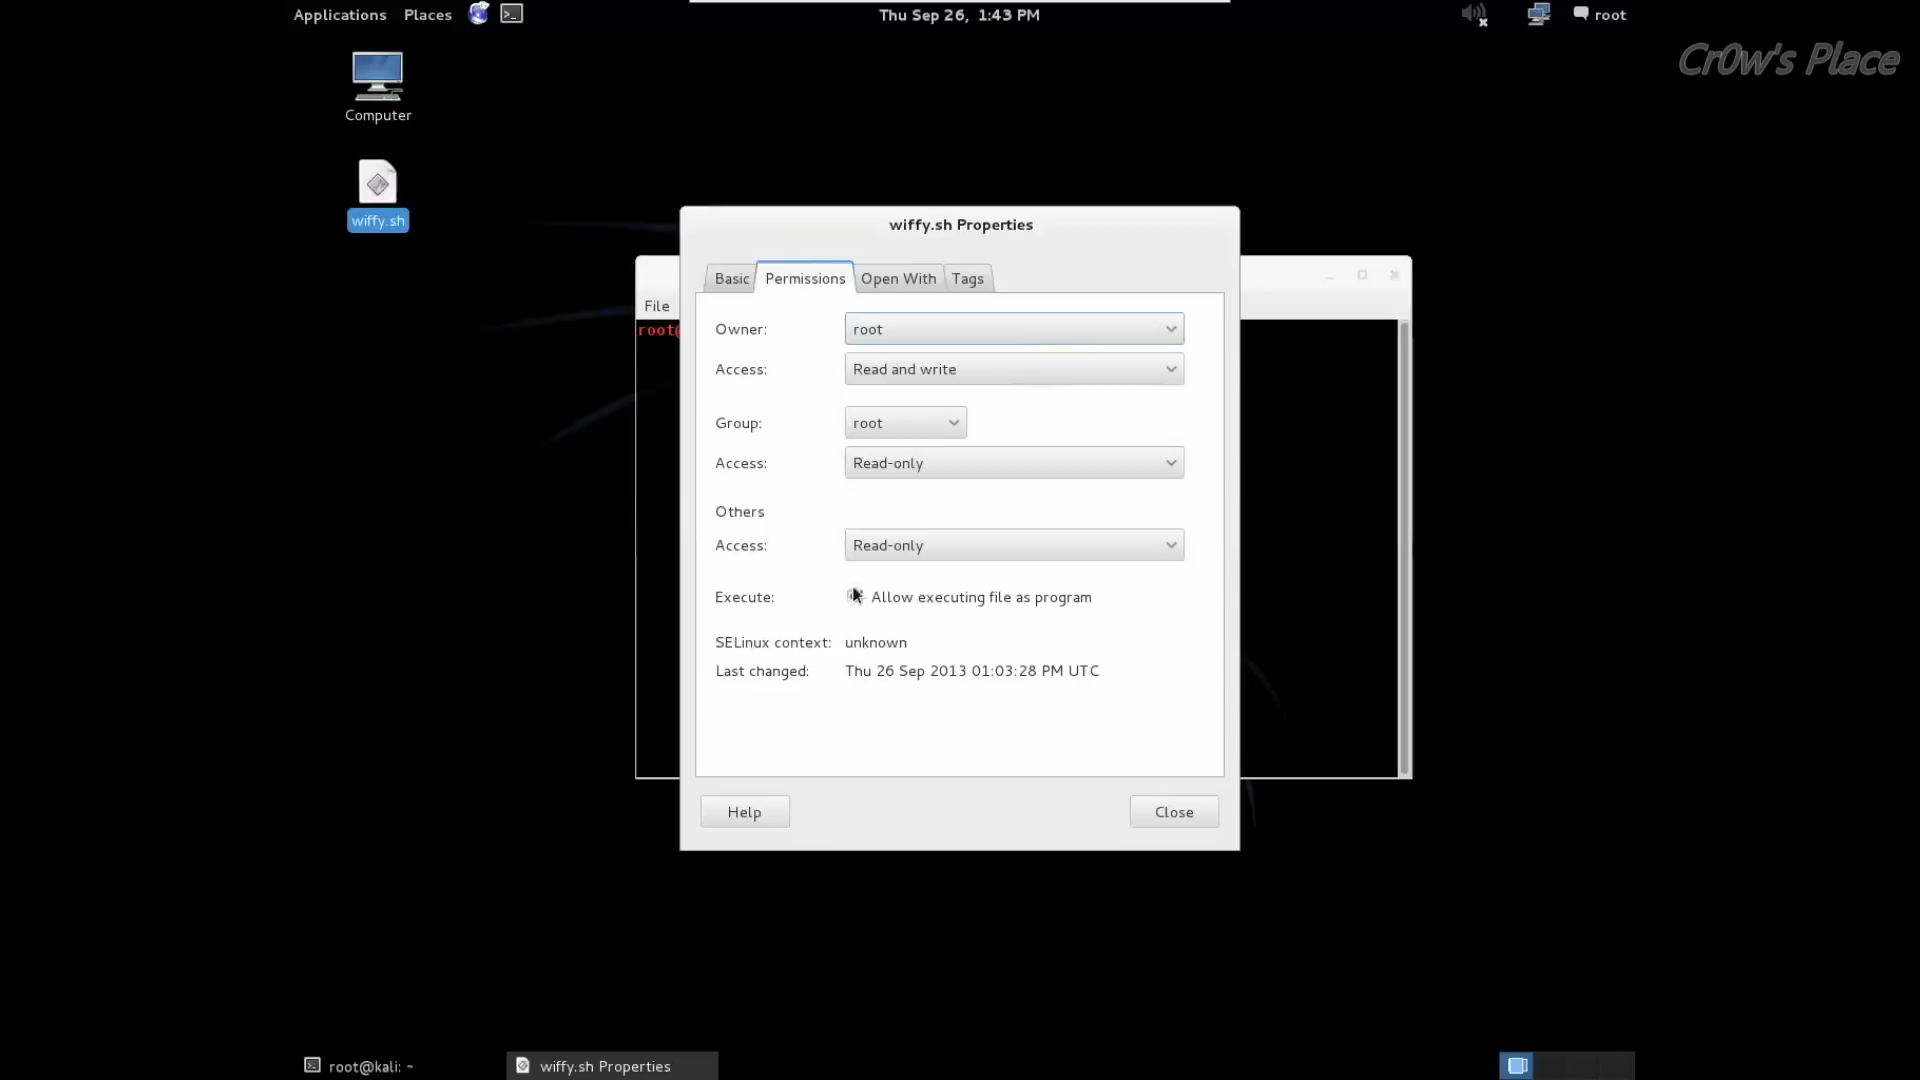 Applications Places Thu Sep 26, 1:43 PM root
Cr0w's Place
Computer
wiffy.sh
wiffy.sh Properties
Basic Permissions Open With Tags
File
root@
Owner: root
Access: Read and write
Group: root
Access: Read-only
Others
Access: Read-only
Execute: Allow executing file as program
SELinux context: unknown
Last changed: Thu 26 Sep 2013 01:03:28 PM UTC
Help Close
root@kali: ~ wiffy.sh Properties